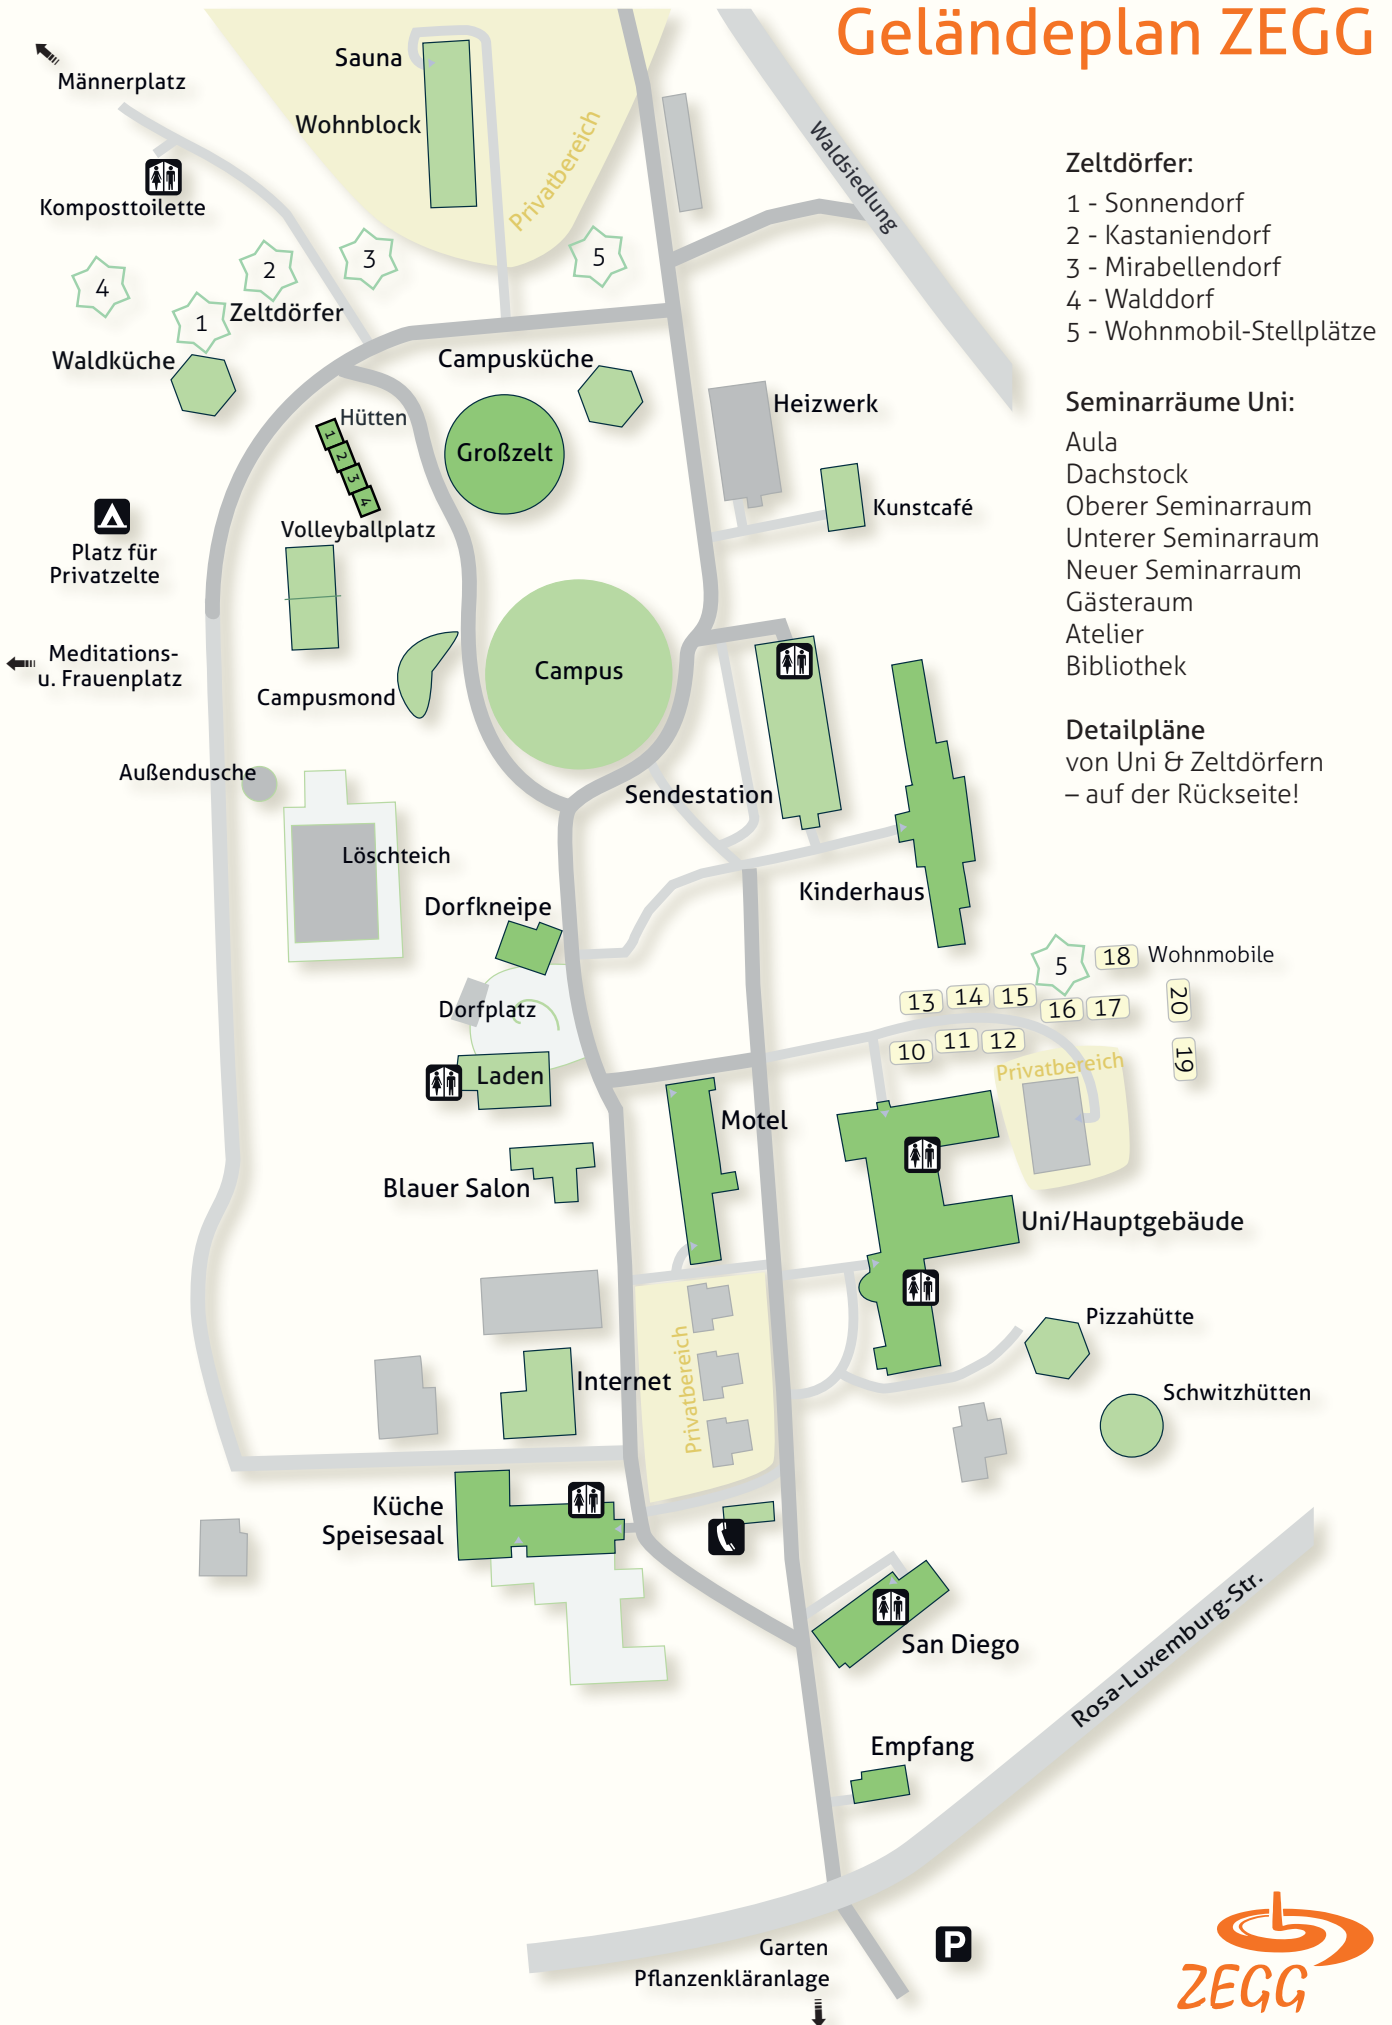 Geländeplan ZEGG
Sauna
Männerplatz
Wohnblock
Privatbereich
Waldsiedlung
Komposttoilette
Zeltdörfer:
1 - Sonnendorf
2 - Kastaniendorf
3 - Mirabellendorf
4 - Walddorf
5 - Wohnmobil-Stellplätze
3
5
2
4
1
Zeltdörfer
Waldküche
Campusküche
Seminarräume Uni:
Aula
Dachstock
Oberer Seminarraum
Unterer Seminarraum
Neuer Seminarraum
Gästeraum
Atelier
Bibliothek
Heizwerk
Hütten
1
2
3
4
Großzelt
Kunstcafé
Volleyballplatz
Platz für
Privatzelte
Meditations-
u. Frauenplatz
Campus
Campusmond
Detailpläne
von Uni & Zeltdörfern
– auf der Rückseite!
Außendusche
Sendestation
Löschteich
Kinderhaus
Dorfkneipe
5
18
Wohnmobile
13
14
15
16
17
20
Dorfplatz
10
11
12
19
Privatbereich
Laden
Motel
Blauer Salon
Uni/Hauptgebäude
Pizzahütte
Privatbereich
Internet
Schwitzhütten
Küche
Speisesaal
San Diego
Rosa-Luxemburg-Str.
Empfang
P
Garten
Pflanzenkläranlage
ZEGG